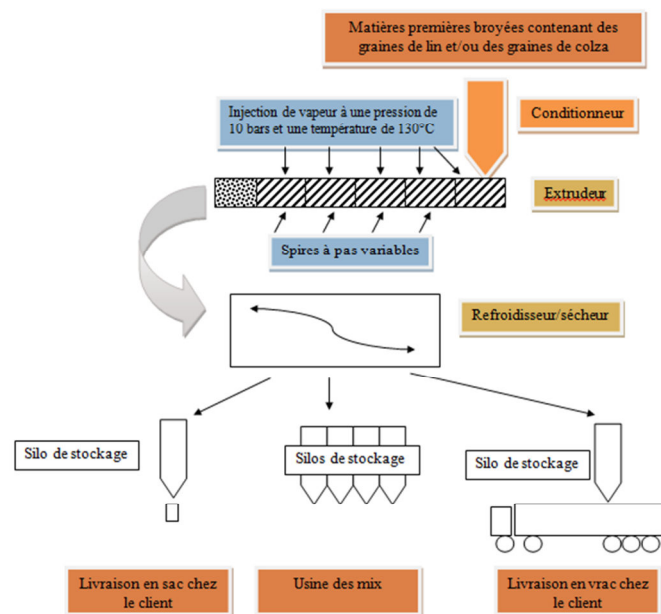 Matières premières broyées contenant des
graines de lin et/ou des graines de colza
Injection de vapeur à une pression de
10 bars et une température de 130°C
Conditionneur
Extrudeur
Spires à pas variables
Refroidisseur/sécheur
Silo de stockage
Silos de stockage
Silo de stockage
Livraison en sac chez
le client
Usine des mix
Livraison en vrac chez
le client